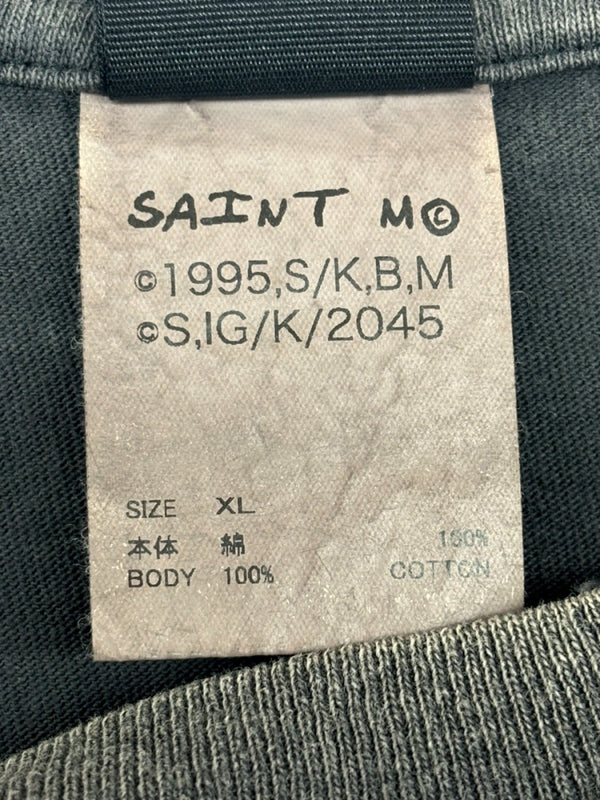 SAINT M©
©1995,S/K,B,M
©S,IG/K/2045
SIZE XL
本体 綿 100%
BODY 100% COTTON